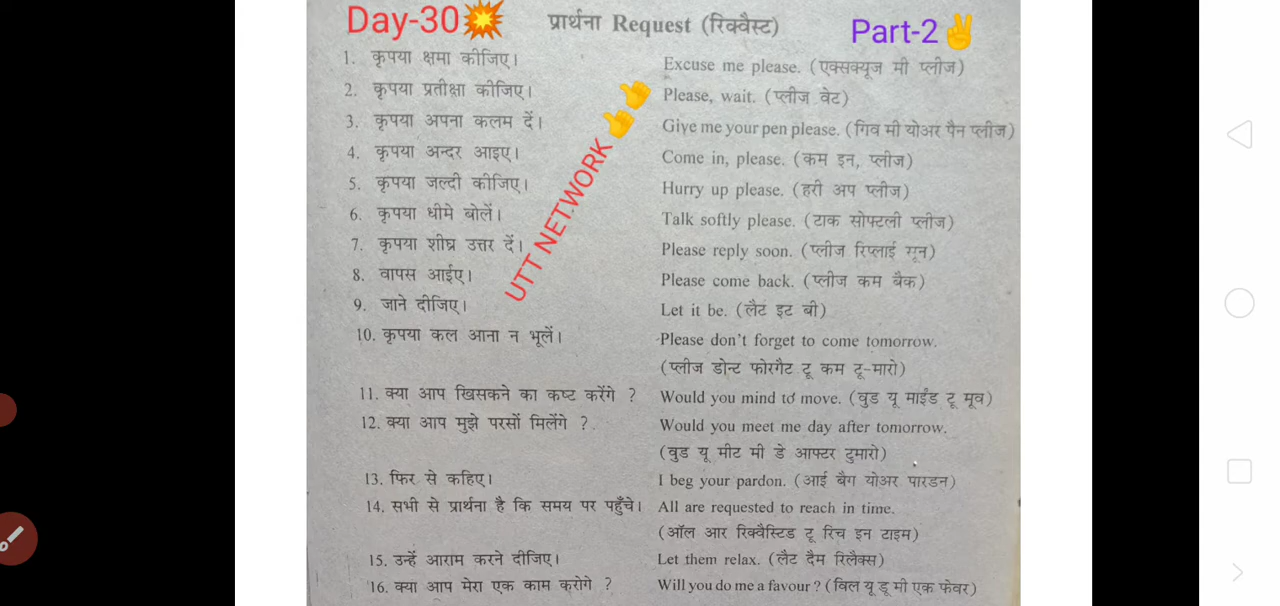 Day-30💥 प्रार्थना Request (रिक्वैस्ट) Part-2✌
1. कृपया क्षमा कीजिए। Excuse me please. (एक्सक्यूज मी प्लीज)
2. कृपया प्रतीक्षा कीजिए। Please, wait. (प्लीज वेट)
3. कृपया अपना कलम दें। Give me your pen please. (गिव मी योअर पैन प्लीज)
4. कृपया अन्दर आइए। Come in, please. (कम इन, प्लीज)
5. कृपया जल्दी कीजिए। Hurry up please. (हरी अप प्लीज)
6. कृपया धीमे बोलें। Talk softly please. (टाक सोफ्टली प्लीज)
7. कृपया शीघ्र उत्तर दें। Please reply soon. (प्लीज रिप्लाई सून)
8. वापस आईए। Please come back. (प्लीज कम बैक)
9. जाने दीजिए। Let it be. (लैट इट बी)
10. कृपया कल आना न भूलें। Please don't forget to come tomorrow.
(प्लीज डोन्ट फोरगैट टू कम टू-मारो)
11. क्या आप खिसकने का कष्ट करेंगे ? Would you mind to move. (वुड यू माईंड टू मूव)
12. क्या आप मुझे परसों मिलेंगे ? Would you meet me day after tomorrow.
(वुड यू मीट मी डे आफ्टर टुमारो)
13. फिर से कहिए। I beg your pardon. (आई बैग योअर पारडन)
14. सभी से प्रार्थना है कि समय पर पहुँचे। All are requested to reach in time.
(ऑल आर रिक्वैस्टिड टू रिच इन टाइम)
15. उन्हें आराम करने दीजिए। Let them relax. (लैट दैम रिलैक्स)
16. क्या आप मेरा एक काम करोगे ? Will you do me a favour ? (विल यू डू मी एक फेवर)
UTT NETWORK👍👍